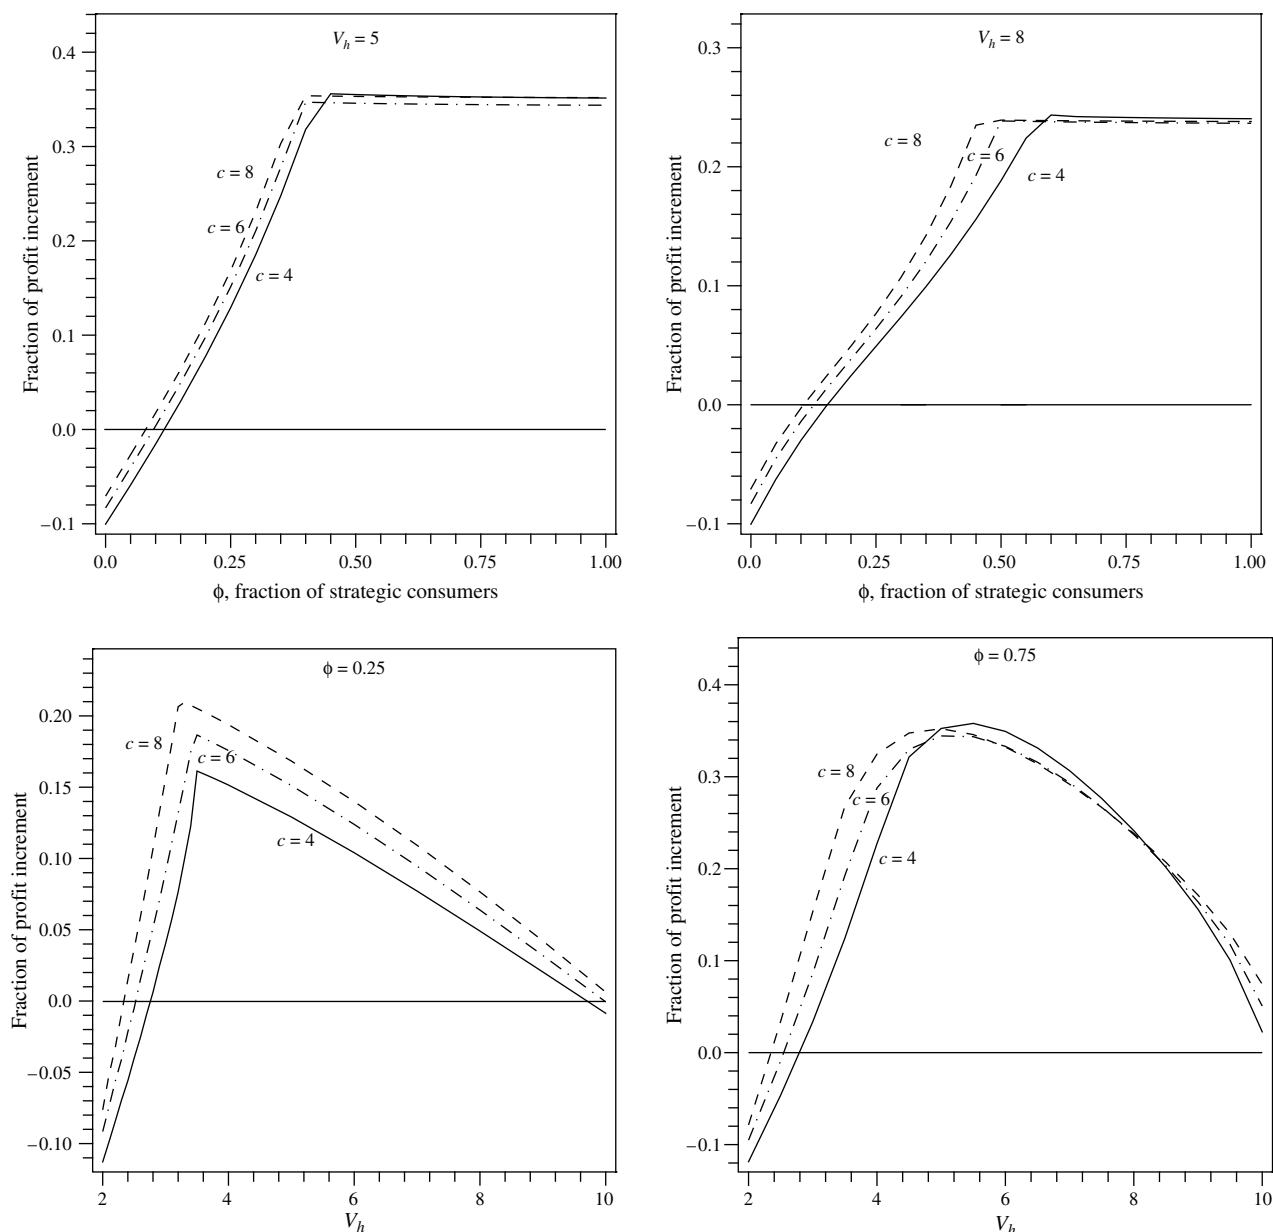 V_h = 5
0.4
0.3
0.2
0.1
0.0
−0.1
Fraction of profit increment
c = 8
c = 6
c = 4
0.0
0.25
0.50
0.75
1.00
ϕ, fraction of strategic consumers
V_h = 8
0.3
0.2
0.1
0.0
−0.1
Fraction of profit increment
c = 8
c = 6
c = 4
0.0
0.25
0.50
0.75
1.00
ϕ, fraction of strategic consumers
ϕ = 0.25
0.20
0.15
0.10
0.05
0.0
−0.05
−0.10
Fraction of profit increment
c = 8
c = 6
c = 4
2
4
6
8
10
V_h
ϕ = 0.75
0.4
0.3
0.2
0.1
0.0
−0.1
Fraction of profit increment
c = 8
c = 6
c = 4
2
4
6
8
10
V_h